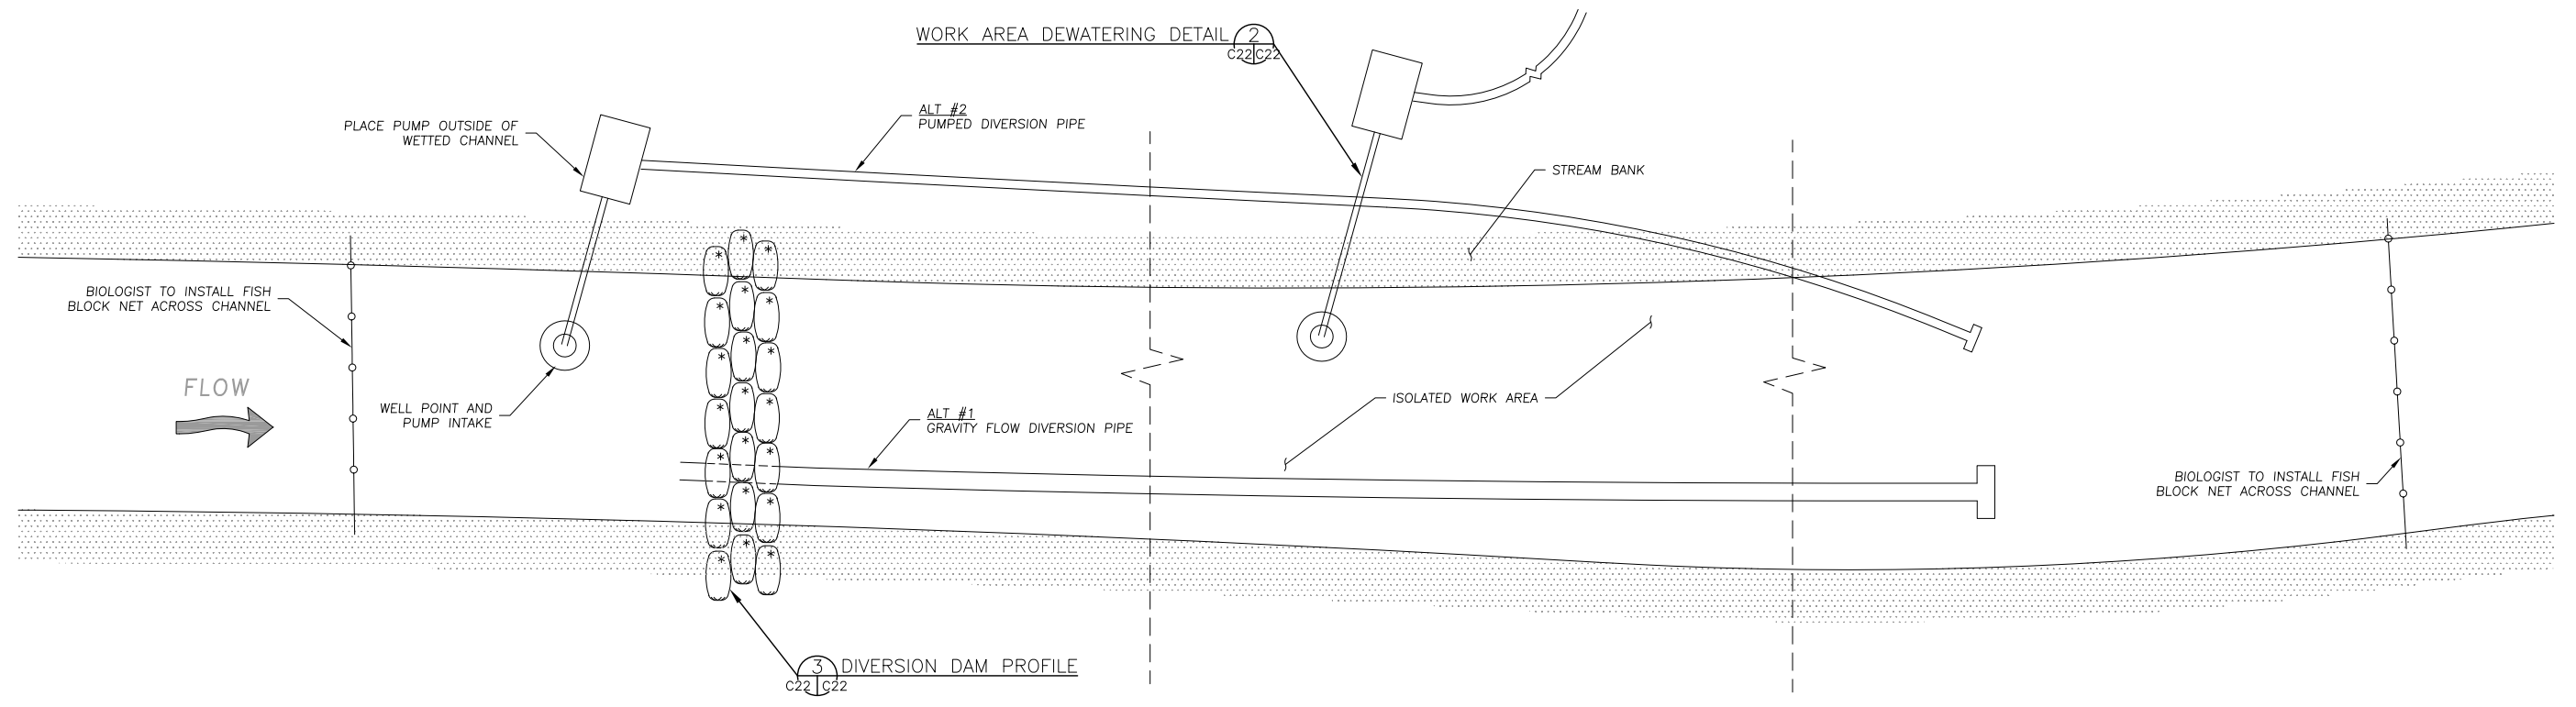 WORK AREA DEWATERING DETAIL
2
C22 C22
ALT #2
PUMPED DIVERSION PIPE
PLACE PUMP OUTSIDE OF
WETTED CHANNEL
STREAM BANK
BIOLOGIST TO INSTALL FISH
BLOCK NET ACROSS CHANNEL
FLOW
WELL POINT AND
PUMP INTAKE
ALT #1
GRAVITY FLOW DIVERSION PIPE
ISOLATED WORK AREA
BIOLOGIST TO INSTALL FISH
BLOCK NET ACROSS CHANNEL
3
DIVERSION DAM PROFILE
C22 C22